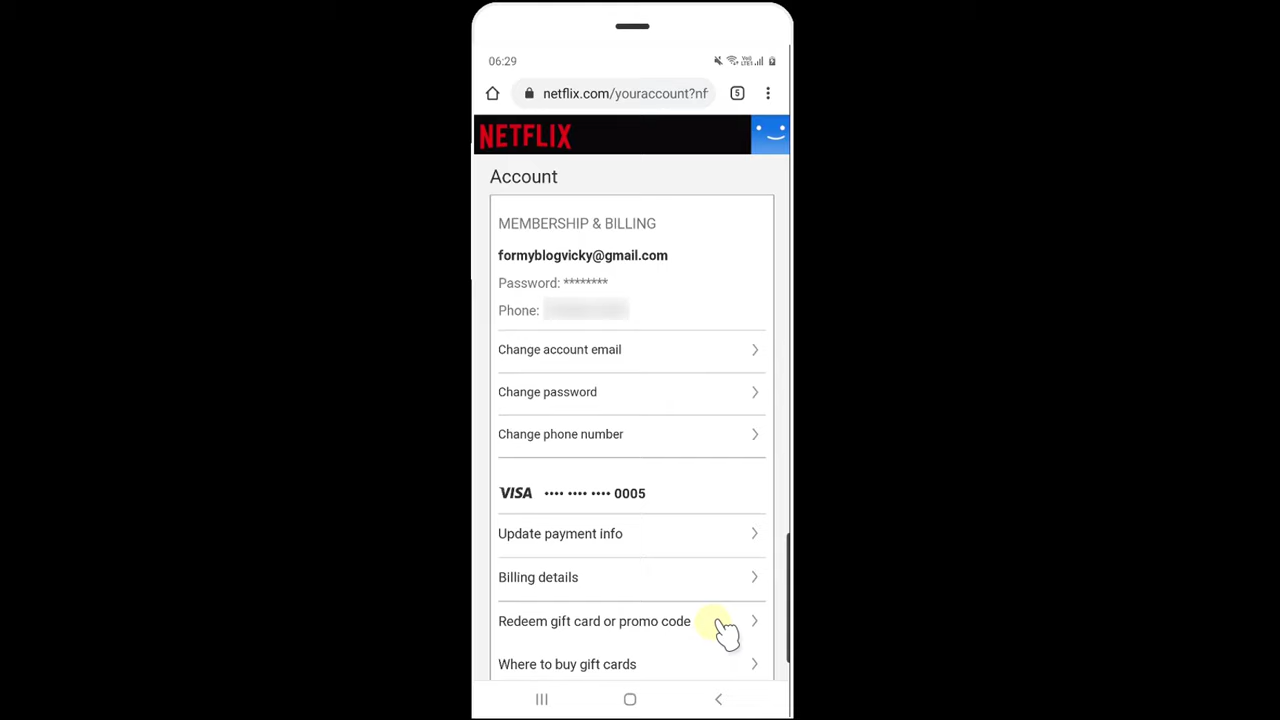 06:29
netflix.com/youraccount?nf
5
NETFLIX
Account
MEMBERSHIP & BILLING
formyblogvicky@gmail.com
Password: ********
Phone:
Change account email
Change password
Change phone number
VISA •••• •••• •••• 0005
Update payment info
Billing details
Redeem gift card or promo code
Where to buy gift cards